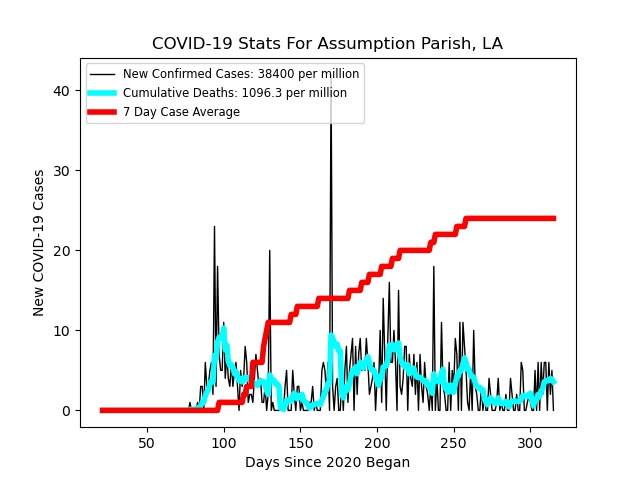 COVID-19 Stats For Assumption Parish, LA
New Confirmed Cases: 38400 per million
Cumulative Deaths: 1096.3 per million
7 Day Case Average
New COVID-19 Cases
40
30
20
10
0
50 100 150 200 250 300
Days Since 2020 Began